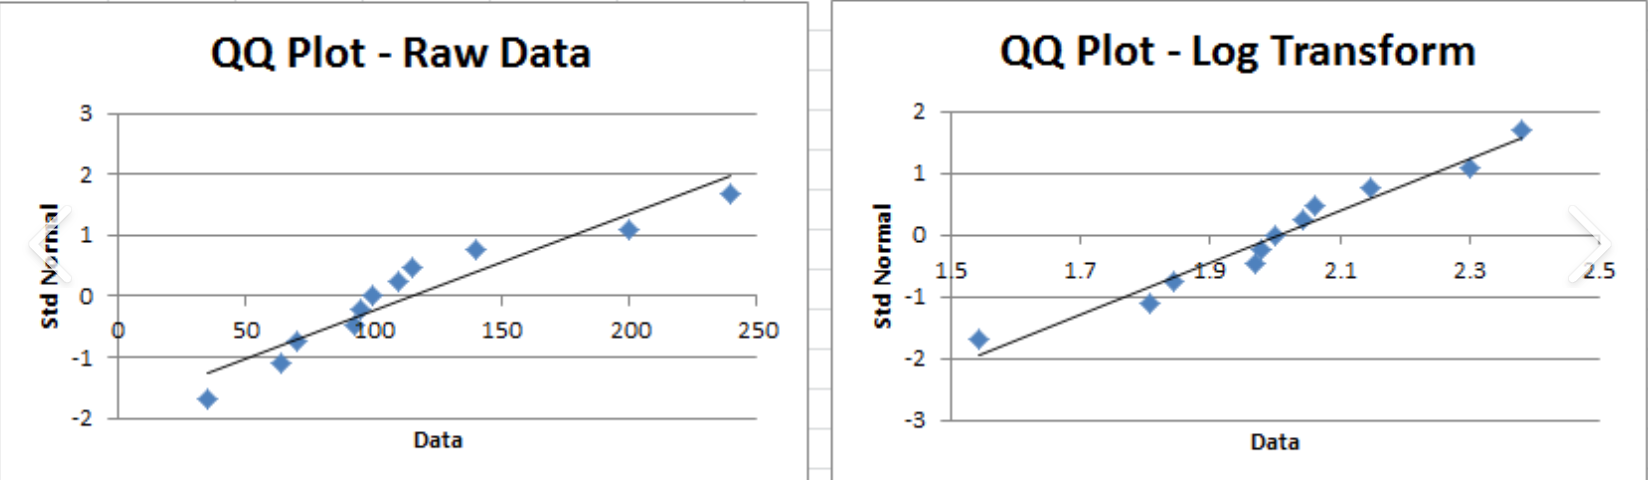 QQ Plot - Raw Data
3
2
1
0
-1
-2
0 50 100 150 200 250
Std Normal
Data
QQ Plot - Log Transform
2
1
0
-1
-2
-3
1.5 1.7 1.9 2.1 2.3 2.5
Std Normal
Data